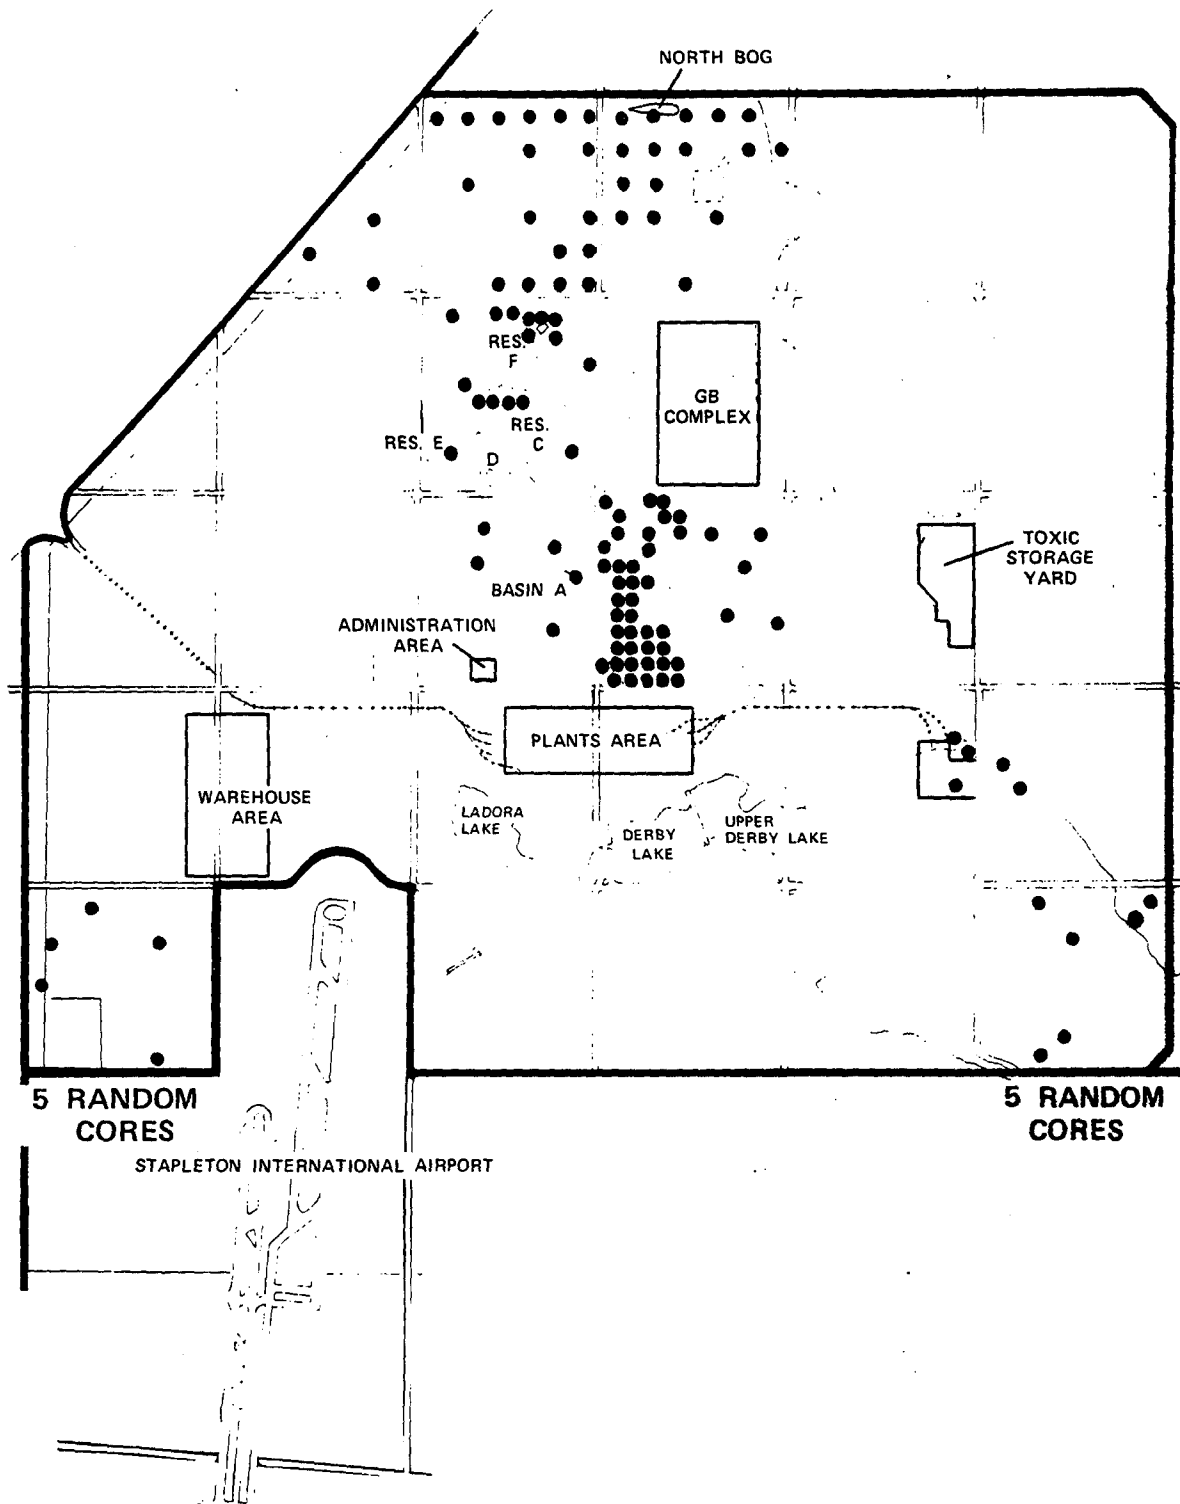 NORTH BOG
RES.
F
GB
COMPLEX
RES.
C
RES. E
D
TOXIC
STORAGE
YARD
BASIN A
ADMINISTRATION
AREA
PLANTS AREA
WAREHOUSE
AREA
LADORA
LAKE
DERBY
LAKE
UPPER
DERBY LAKE
5 RANDOM
CORES
5 RANDOM
CORES
STAPLETON INTERNATIONAL AIRPORT